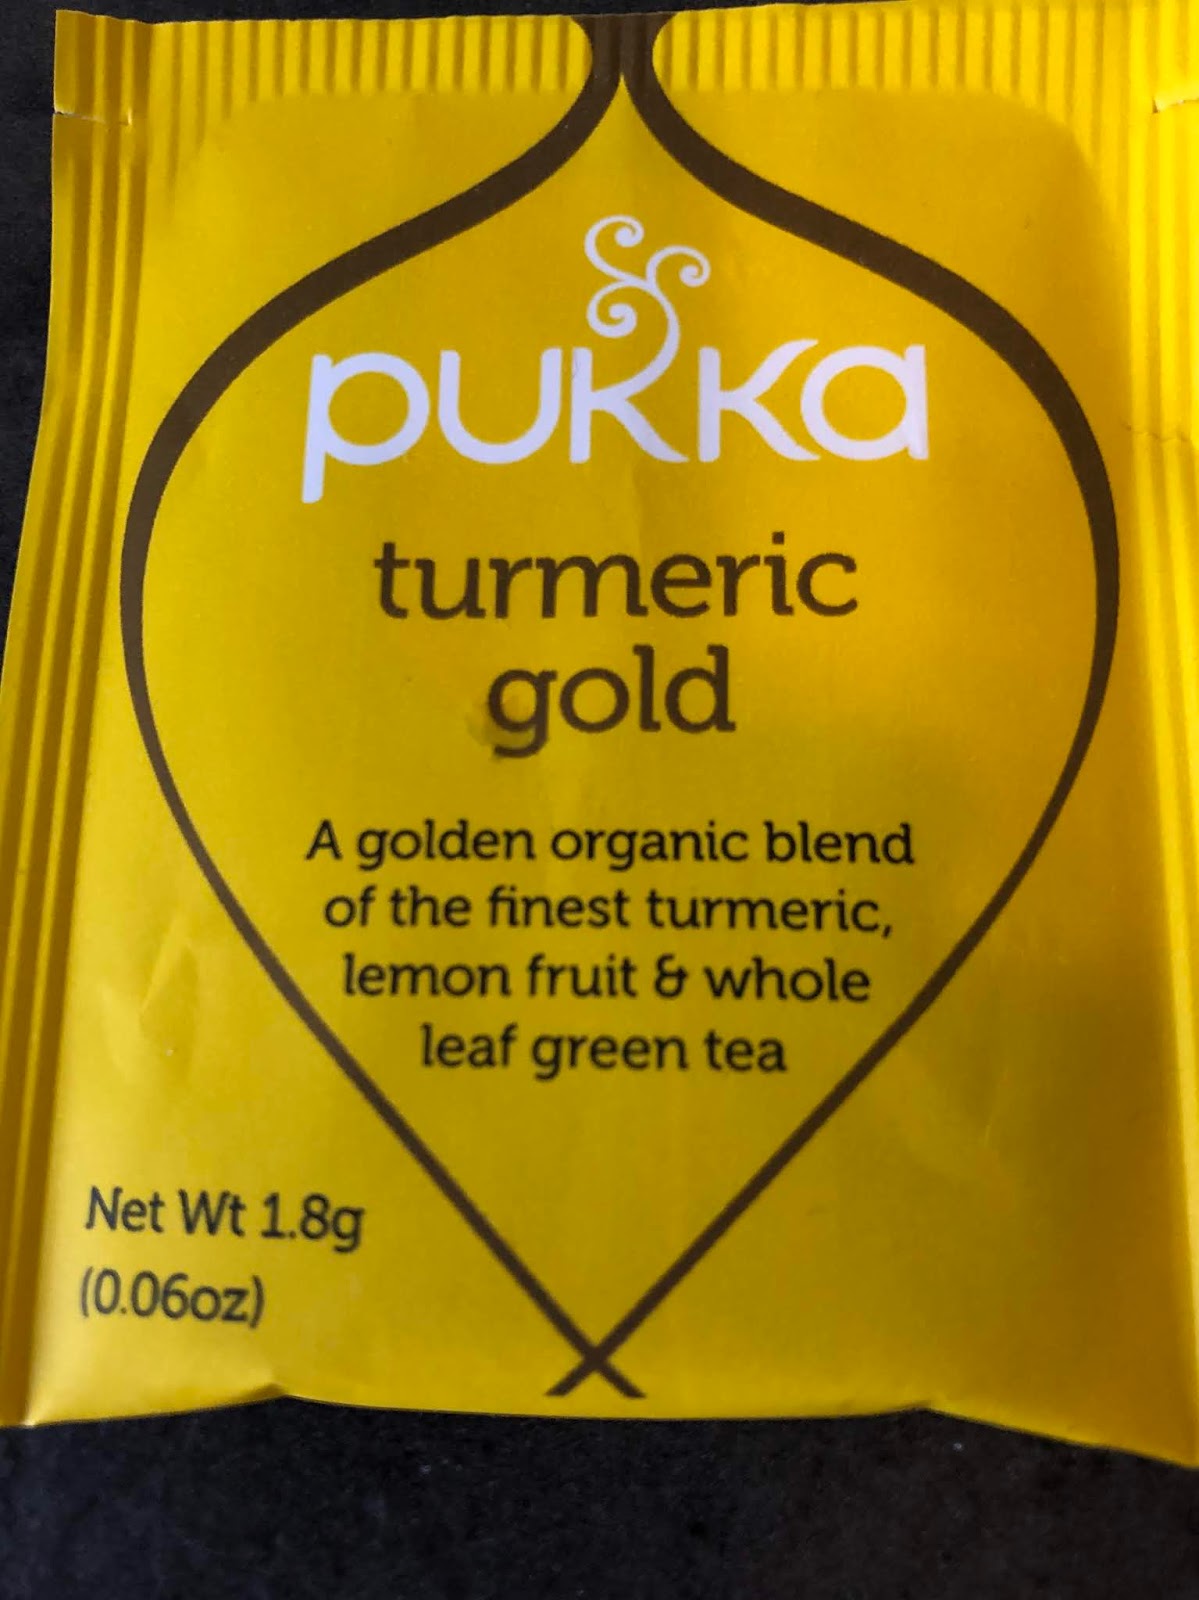 pukka
turmeric
gold
A golden organic blend
of the finest turmeric,
lemon fruit & whole
leaf green tea
Net Wt 1.8g
(0.06oz)